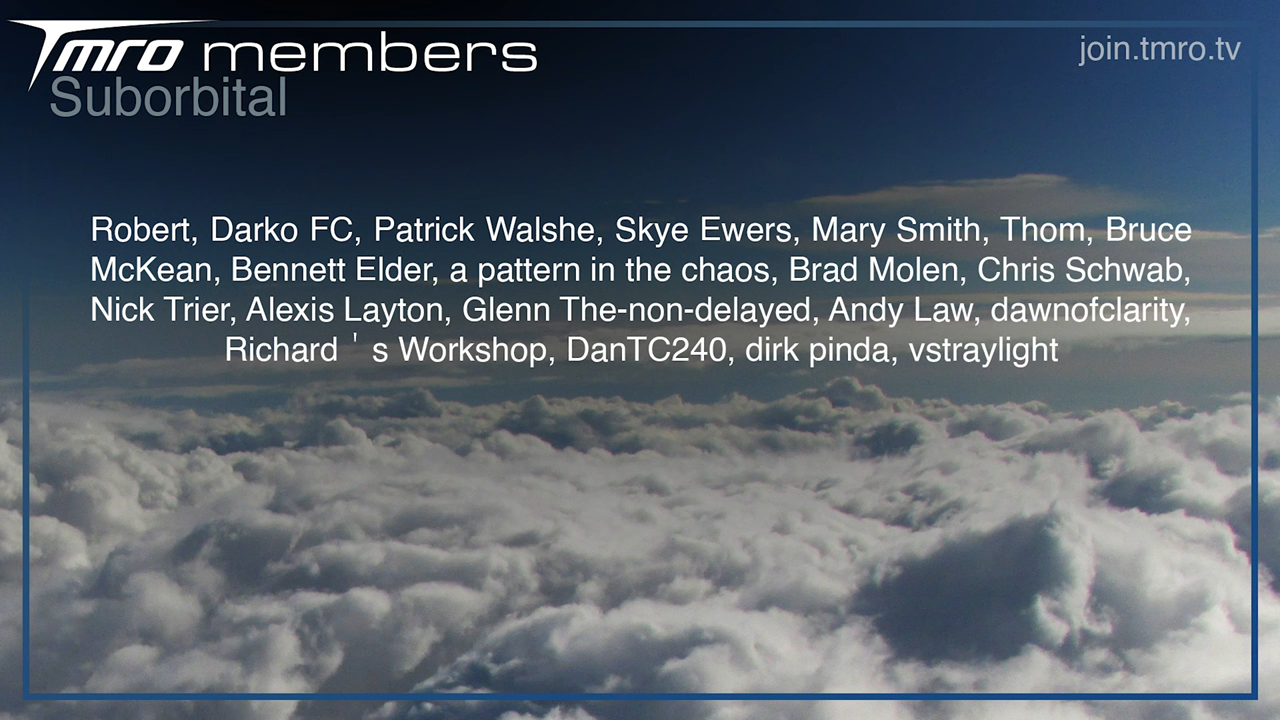 Tmro members
join.tmro.tv
Suborbital
Robert, Darko FC, Patrick Walshe, Skye Ewers, Mary Smith, Thom, Bruce
McKean, Bennett Elder, a pattern in the chaos, Brad Molen, Chris Schwab,
Nick Trier, Alexis Layton, Glenn The-non-delayed, Andy Law, dawnofclarity,
Richard ' s Workshop, DanTC240, dirk pinda, vstraylight